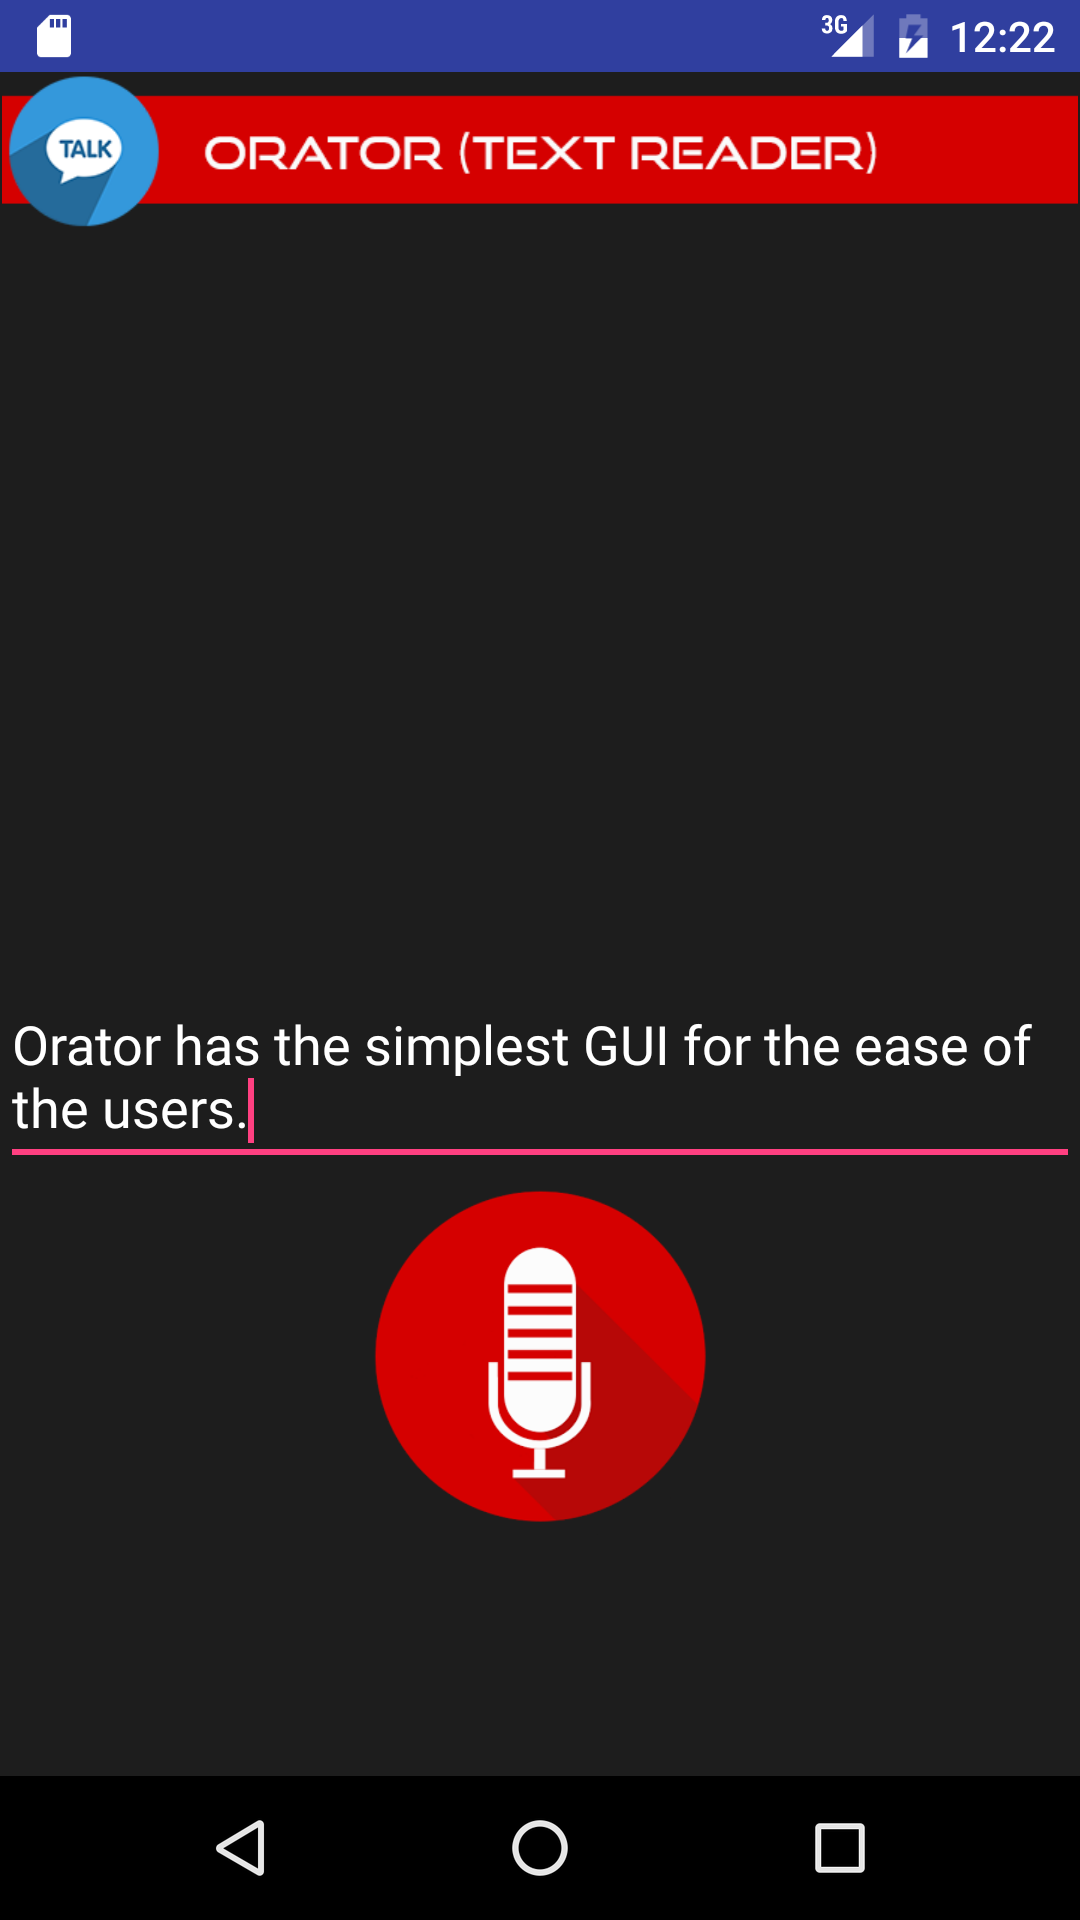 3G 12:22
TALK
ORATOR (TEXT READER)
Orator has the simplest GUI for the ease of
the users.